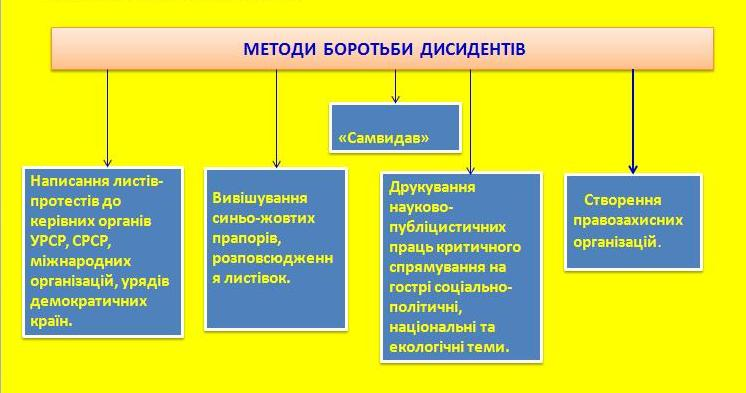 МЕТОДИ БОРОТЬБИ ДИСИДЕНТІВ
«Самвидав»
Написання листів-
протестів до
керівних органів
УРСР, СРСР,
міжнародних
організацій, урядів
демократичних
країн.
Вивішування
синьо-жовтих
прапорів,
розповсюдженн
я листівок.
Друкування
науково-
публіцистичних
праць критичного
спрямування на
гострі соціально-
політичні,
національні та
екологічні теми.
Створення
правозахисних
організацій.